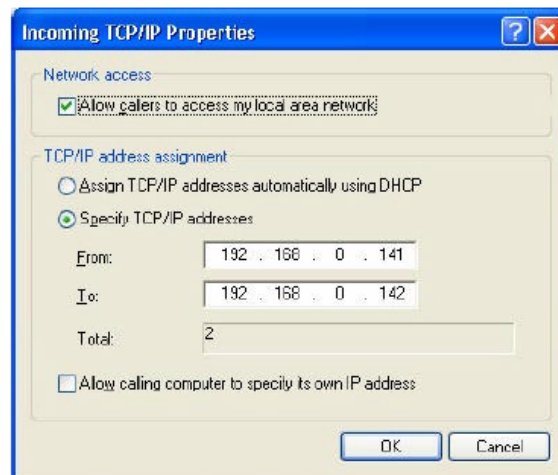 Incoming TCP/IP Properties
Network access
Allow callers to access my local area network
TCP/IP address assignment
Assign TCP/IP addresses automatically using DHCP
Specify TCP/IP addresses
From: 192 . 168 . 0 . 141
To: 192 . 168 . 0 . 142
Total: 2
Allow calling computer to specify its own IP address
OK Cancel